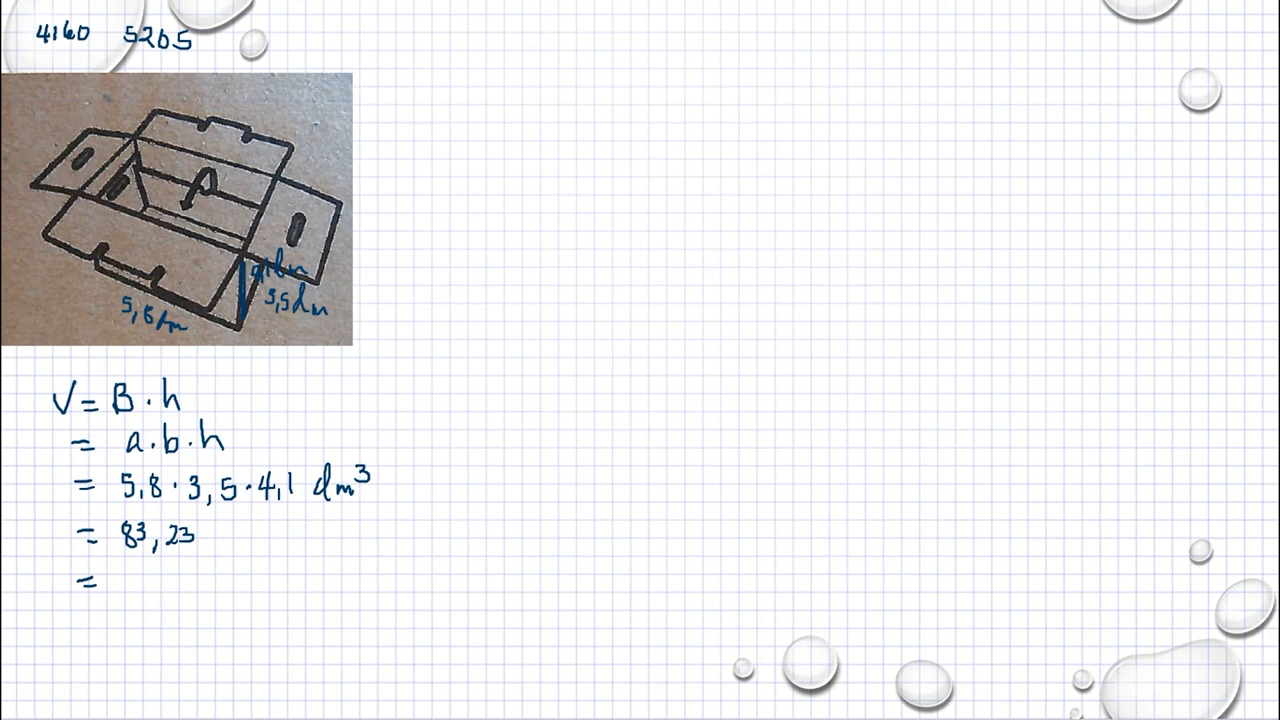 4160 5205
4,1dm
3,5dm
5,8dm
V = B · h
= a · b · h
= 5,8 · 3,5 · 4,1 dm³
= 83,23
=